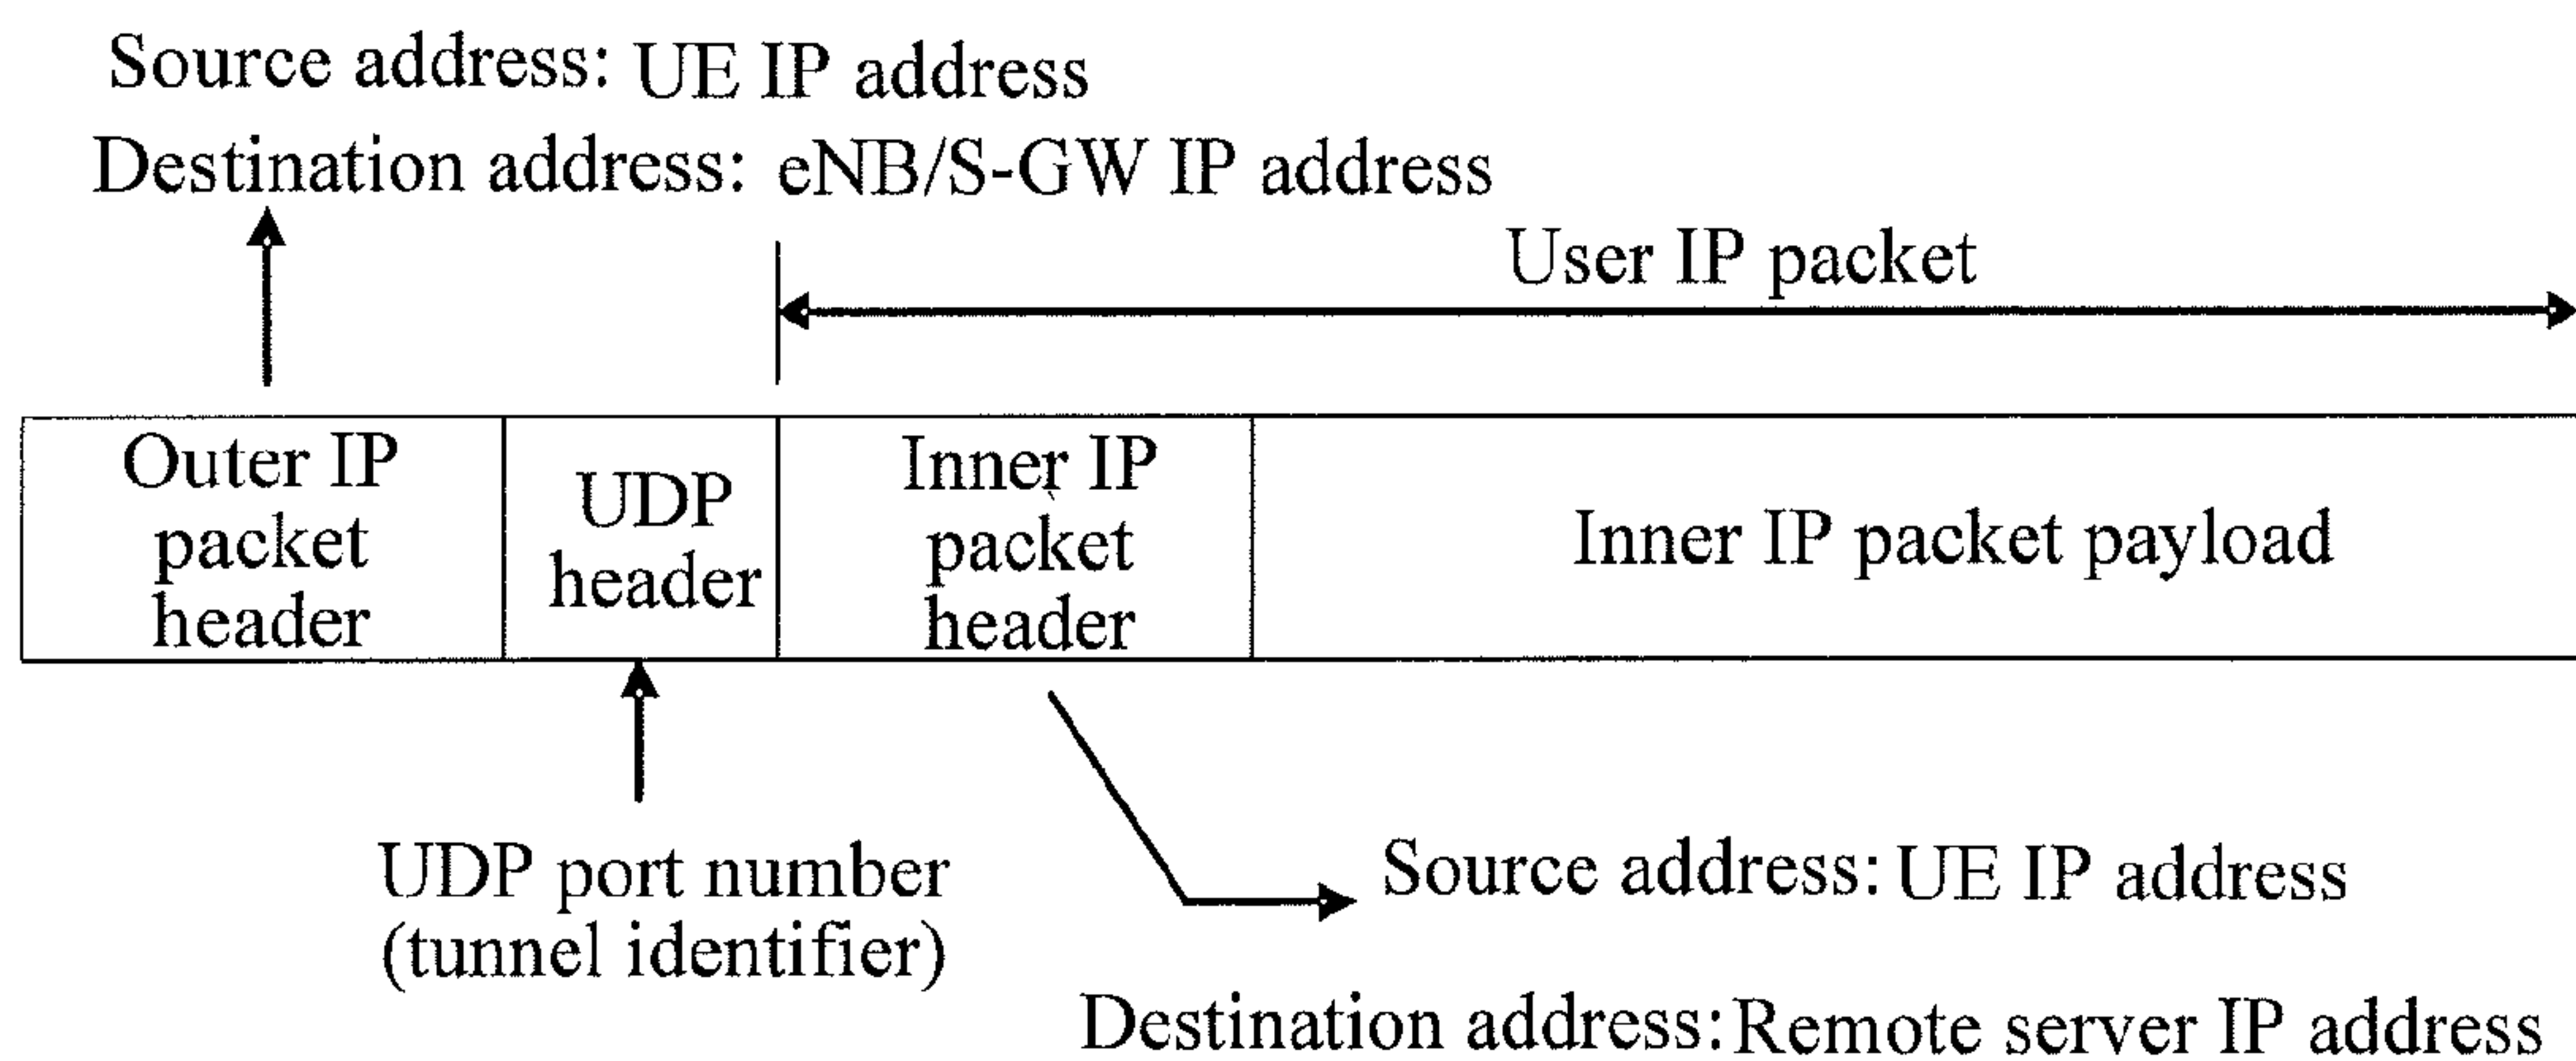 Source address: UE IP address
Destination address: eNB/S-GW IP address
User IP packet
Outer IP
packet
header
UDP
header
Inner IP
packet
header
Inner IP packet payload
UDP port number
(tunnel identifier)
Source address: UE IP address
Destination address: Remote server IP address